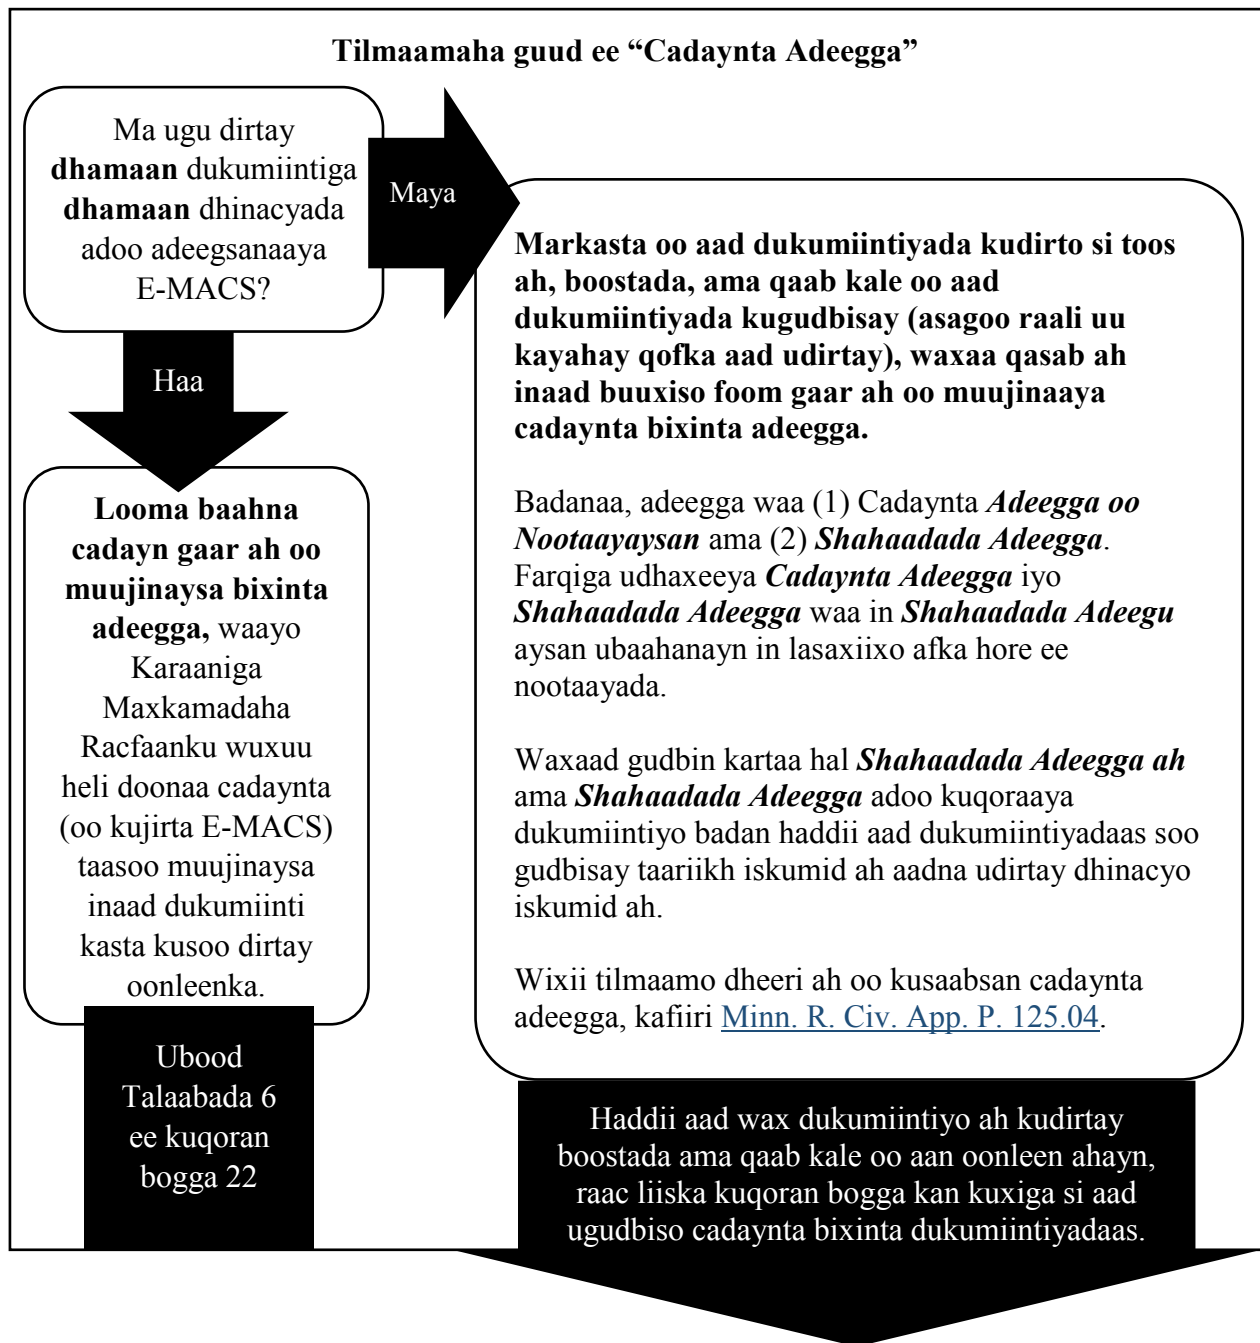 Tilmaamaha guud ee “Cadaynta Adeegga”
Ma ugu dirtay
dhamaan dukumiintiga
dhamaan dhinacyada
adoo adeegsanaaya
E-MACS?
Maya
Haa
Looma baahna
cadayn gaar ah oo
muujinaysa bixinta
adeegga, waayo
Karaaniga
Maxkamadaha
Racfaanku wuxuu
heli doonaa cadaynta
(oo kujirta E-MACS)
taasoo muujinaysa
inaad dukumiinti
kasta kusoo dirtay
oonleenka.
Ubood
Talaabada 6
ee kuqoran
bogga 22
Markasta oo aad dukumiintiyada kudirto si toos
ah, boostada, ama qaab kale oo aad
dukumiintiyada kugudbisay (asagoo raali uu
kayahay qofka aad udirtay), waxaa qasab ah
inaad buuxiso foom gaar ah oo muujinaaya
cadaynta bixinta adeegga.
Badanaa, adeegga waa (1) Cadaynta Adeegga oo
Nootaayaysan ama (2) Shahaadada Adeegga.
Farqiga udhaxeeya Cadaynta Adeegga iyo
Shahaadada Adeegga waa in Shahaadada Adeegu
aysan ubaahanayn in lasaxiixo afka hore ee
nootaayada.
Waxaad gudbin kartaa hal Shahaadada Adeegga ah
ama Shahaadada Adeegga adoo kuqoraaya
dukumiintiyo badan haddii aad dukumiintiyadaas soo
gudbisay taariikh iskumid ah aadna udirtay dhinacyo
iskumid ah.
Wixii tilmaamo dheeri ah oo kusaabsan cadaynta
adeegga, kafiiri Minn. R. Civ. App. P. 125.04.
Haddii aad wax dukumiintiyo ah kudirtay
boostada ama qaab kale oo aan oonleen ahayn,
raac liiska kuqoran bogga kan kuxiga si aad
ugudbiso cadaynta bixinta dukumiintiyadaas.